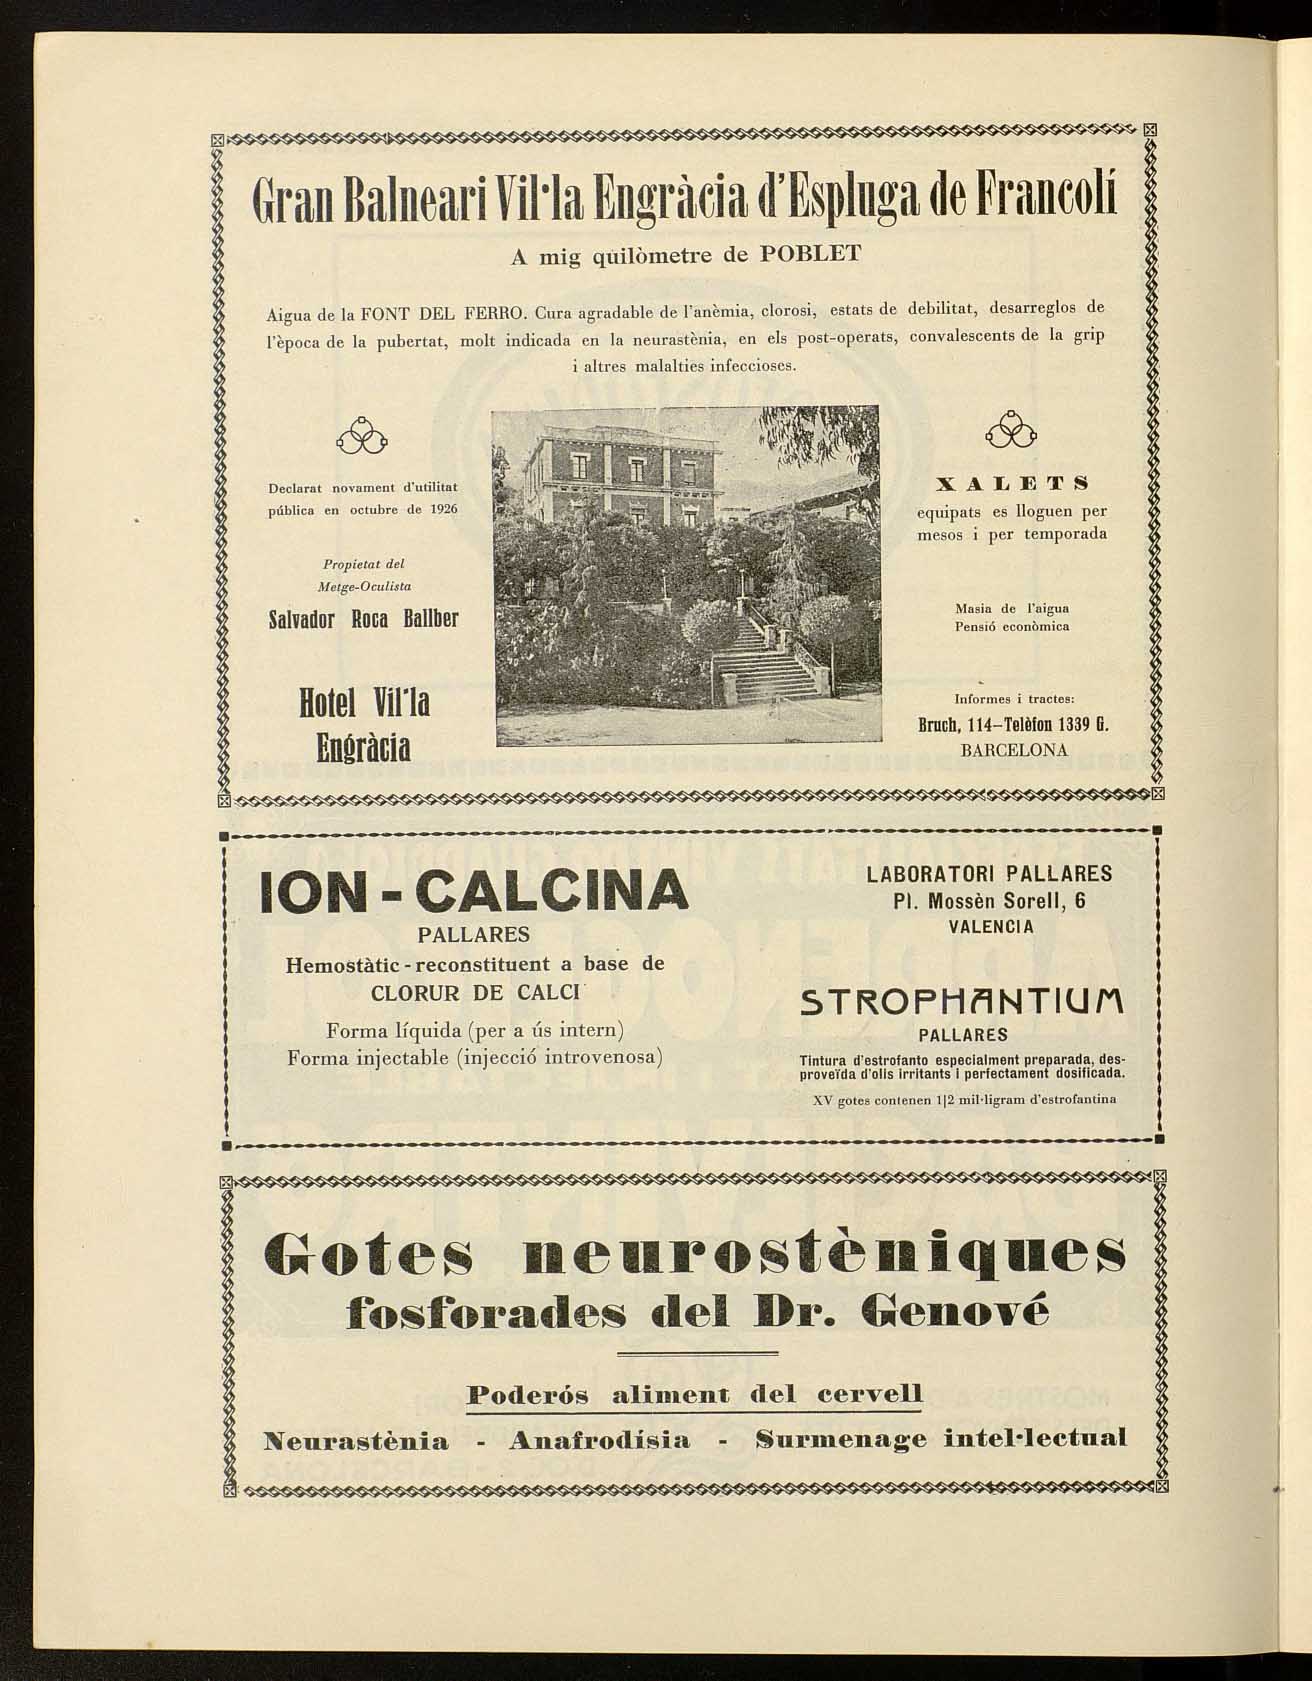 Gran Balneari Vil·la Engràcia d'Espluga de Francolí
A mig quilòmetre de POBLET
Aigua de la FONT DEL FERRO. Cura agradable de l'anèmia, clorosi, estats de debilitat, desarreglos de
l'època de la pubertat, molt indicada en la neurastènia, en els post-operats, convalescents de la grip
i altres malalties infeccioses.
Declarat novament d'utilitat
pública en octubre de 1926
Propietat del
Metge-Oculista
Salvador Roca Ballber
Hotel Vil·la
Engràcia
XALETS
equipats es lloguen per
mesos i per temporada
Masia de l'aigua
Pensió econòmica
Informes i tractes:
Bruch, 114-Telèfon 1339 G.
BARCELONA
ION-CALCINA
PALLARES
Hemostàtic-reconstituent a base de
CLORUR DE CALCI
Forma líquida (per a ús intern)
Forma injectable (injecció introvenosa)
LABORATORI PALLARES
Pl. Mossèn Sorell, 6
VALENCIA
STROPHANTIUM
PALLARES
Tintura d'estrofanto especialment preparada, des-
proveïda d'olis irritants i perfectament dosificada.
XV gotes contenen 1|2 mil·ligram d'estrofantina
Gotes neurostèniques
fosforades del Dr. Genové
Poderós aliment del cervell
Neurastènia - Anafrodísia - Surmenage intel·lectual